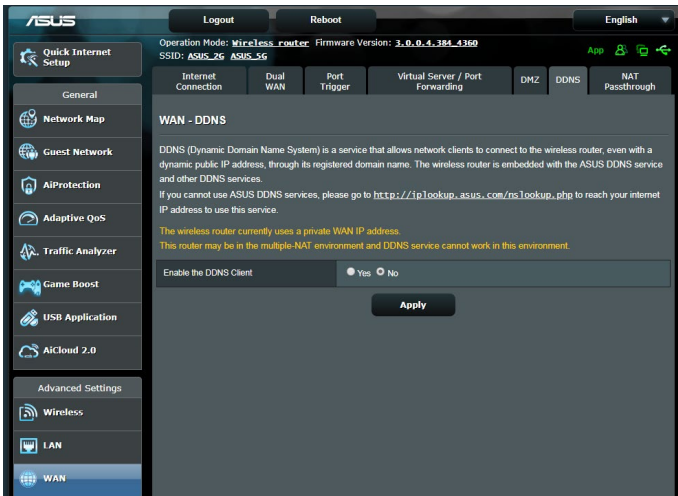 ASUS
Logout
Reboot
English
Quick Internet
Setup
Operation Mode: Wireless router Firmware Version: 3.0.0.4.384_4360
SSID: ASUS_2G ASUS_5G
App
Internet
Connection
Dual
WAN
Port
Trigger
Virtual Server / Port
Forwarding
DMZ
DDNS
NAT
Passthrough
General
Network Map
Guest Network
AiProtection
Adaptive QoS
Traffic Analyzer
Game Boost
USB Application
AiCloud 2.0
Advanced Settings
Wireless
LAN
WAN
WAN - DDNS
DDNS (Dynamic Domain Name System) is a service that allows network clients to connect to the wireless router, even with a
dynamic public IP address, through its registered domain name. The wireless router is embedded with the ASUS DDNS service
and other DDNS services.
If you cannot use ASUS DDNS services, please go to http://iplookup.asus.com/nslookup.php to reach your internet
IP address to use this service.
The wireless router currently uses a private WAN IP address.
This router may be in the multiple-NAT environment and DDNS service cannot work in this environment.
Enable the DDNS Client
Yes No
Apply